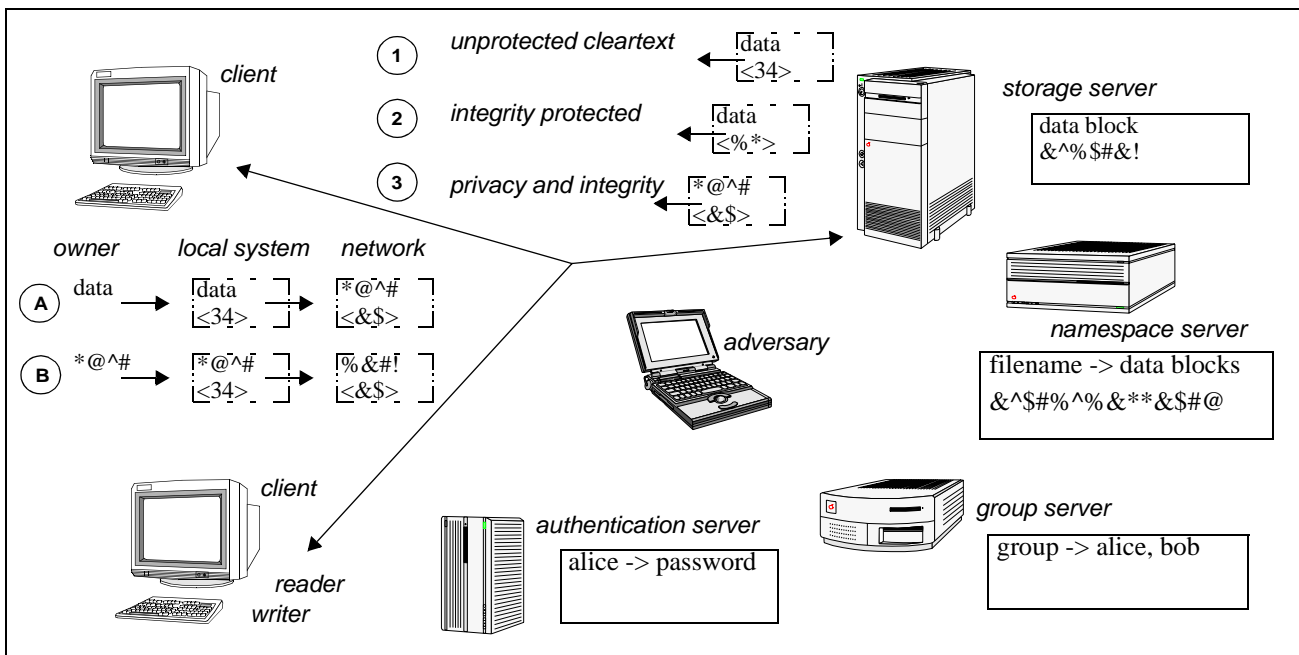 1
unprotected cleartext
data
<34>
client
storage server
2
integrity protected
data
<%*>
data block
&^%$#&!
3
privacy and integrity
*@^#
<&$>
owner
local system
network
A
data
data
<34>
*@^#
<&$>
B
*@^#
*@^#
<34>
%&#!
<&$>
adversary
namespace server
filename -> data blocks
&^$#%^%&**&$#@
client
reader
writer
authentication server
alice -> password
group server
group -> alice, bob